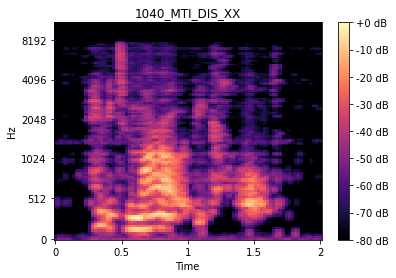 1040_MTI_DIS_XX
8192
4096
2048
1024
512
0
Hz
0
0.5
1
1.5
2
Time
+0 dB
-10 dB
-20 dB
-30 dB
-40 dB
-50 dB
-60 dB
-70 dB
-80 dB